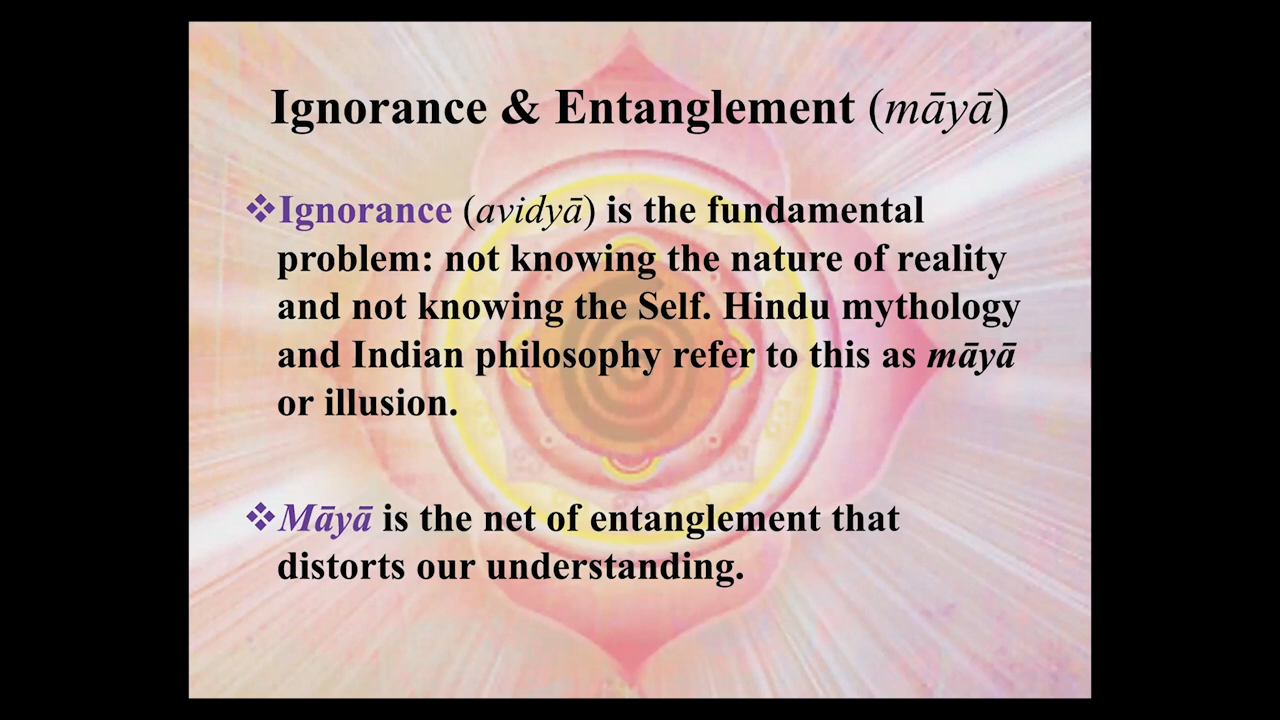 Ignorance & Entanglement (māyā)
❖Ignorance (avidyā) is the fundamental
problem: not knowing the nature of reality
and not knowing the Self. Hindu mythology
and Indian philosophy refer to this as māyā
or illusion.
❖Māyā is the net of entanglement that
distorts our understanding.